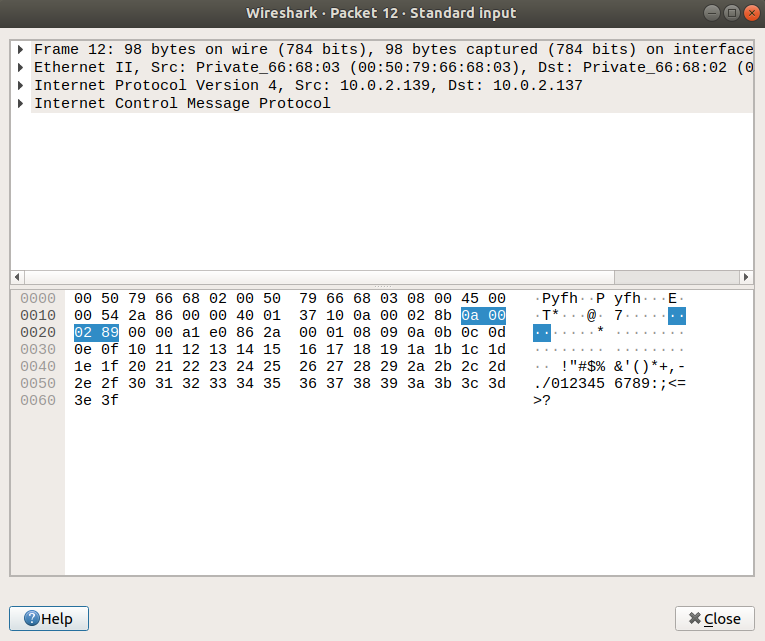 Wireshark · Packet 12 · Standard input
Frame 12: 98 bytes on wire (784 bits), 98 bytes captured (784 bits) on interface
Ethernet II, Src: Private_66:68:03 (00:50:79:66:68:03), Dst: Private_66:68:02 (0
Internet Protocol Version 4, Src: 10.0.2.139, Dst: 10.0.2.137
Internet Control Message Protocol
0000 00 50 79 66 68 02 00 50 79 66 68 03 08 00 45 00 ·Pyfh··P yfh···E·
0010 00 54 2a 86 00 00 40 01 37 10 0a 00 02 8b 0a 00 ·T*···@· 7·······
0020 02 89 00 00 a1 e0 86 2a 00 01 08 09 0a 0b 0c 0d ·······* ········
0030 0e 0f 10 11 12 13 14 15 16 17 18 19 1a 1b 1c 1d ········ ········
0040 1e 1f 20 21 22 23 24 25 26 27 28 29 2a 2b 2c 2d ·· !"#$% &'()*+,-
0050 2e 2f 30 31 32 33 34 35 36 37 38 39 3a 3b 3c 3d ./012345 6789:;<=
0060 3e 3f >?
Help
Close